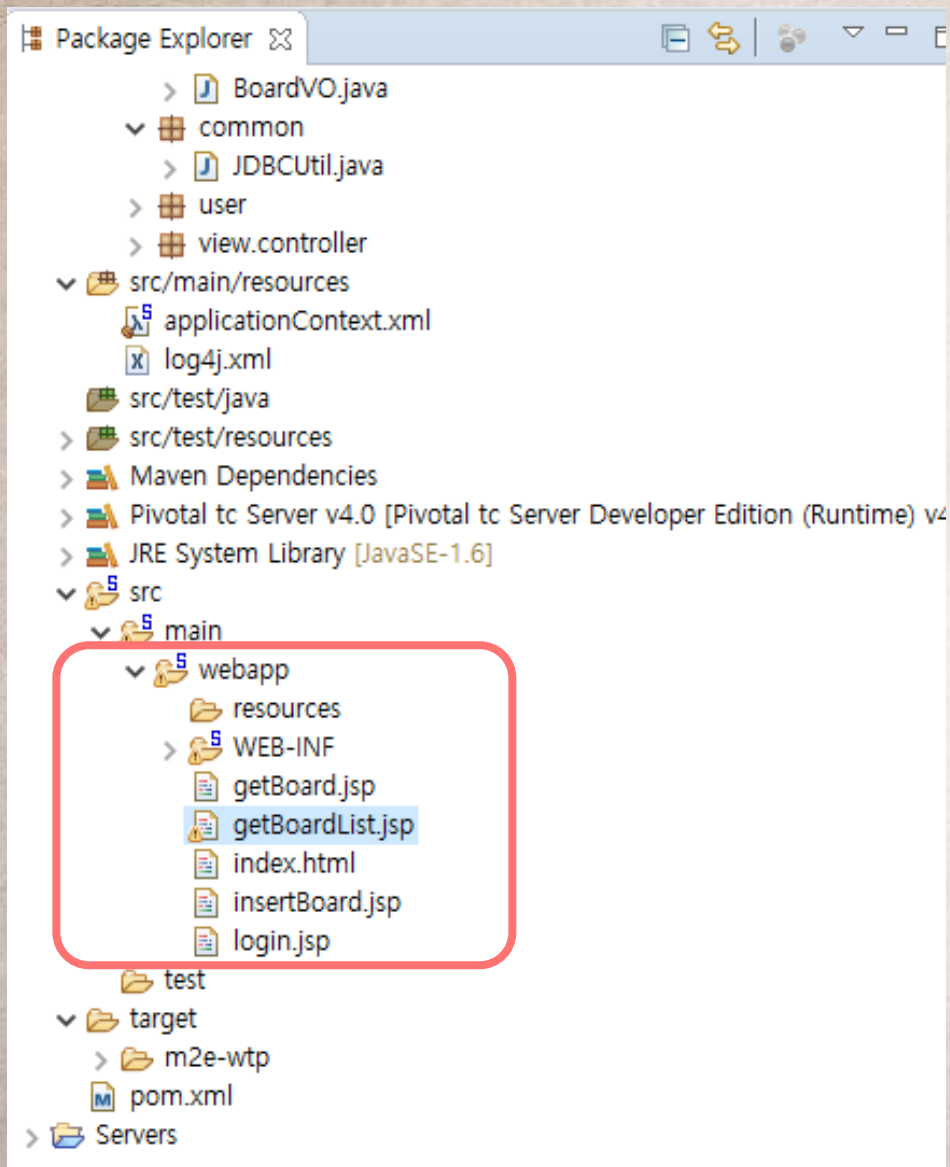 Package Explorer
BoardVO.java
common
JDBCUtil.java
user
view.controller
src/main/resources
applicationContext.xml
log4j.xml
src/test/java
src/test/resources
Maven Dependencies
Pivotal tc Server v4.0 [Pivotal tc Server Developer Edition (Runtime) v4
JRE System Library [JavaSE-1.6]
src
main
webapp
resources
WEB-INF
getBoard.jsp
getBoardList.jsp
index.html
insertBoard.jsp
login.jsp
test
target
m2e-wtp
pom.xml
Servers